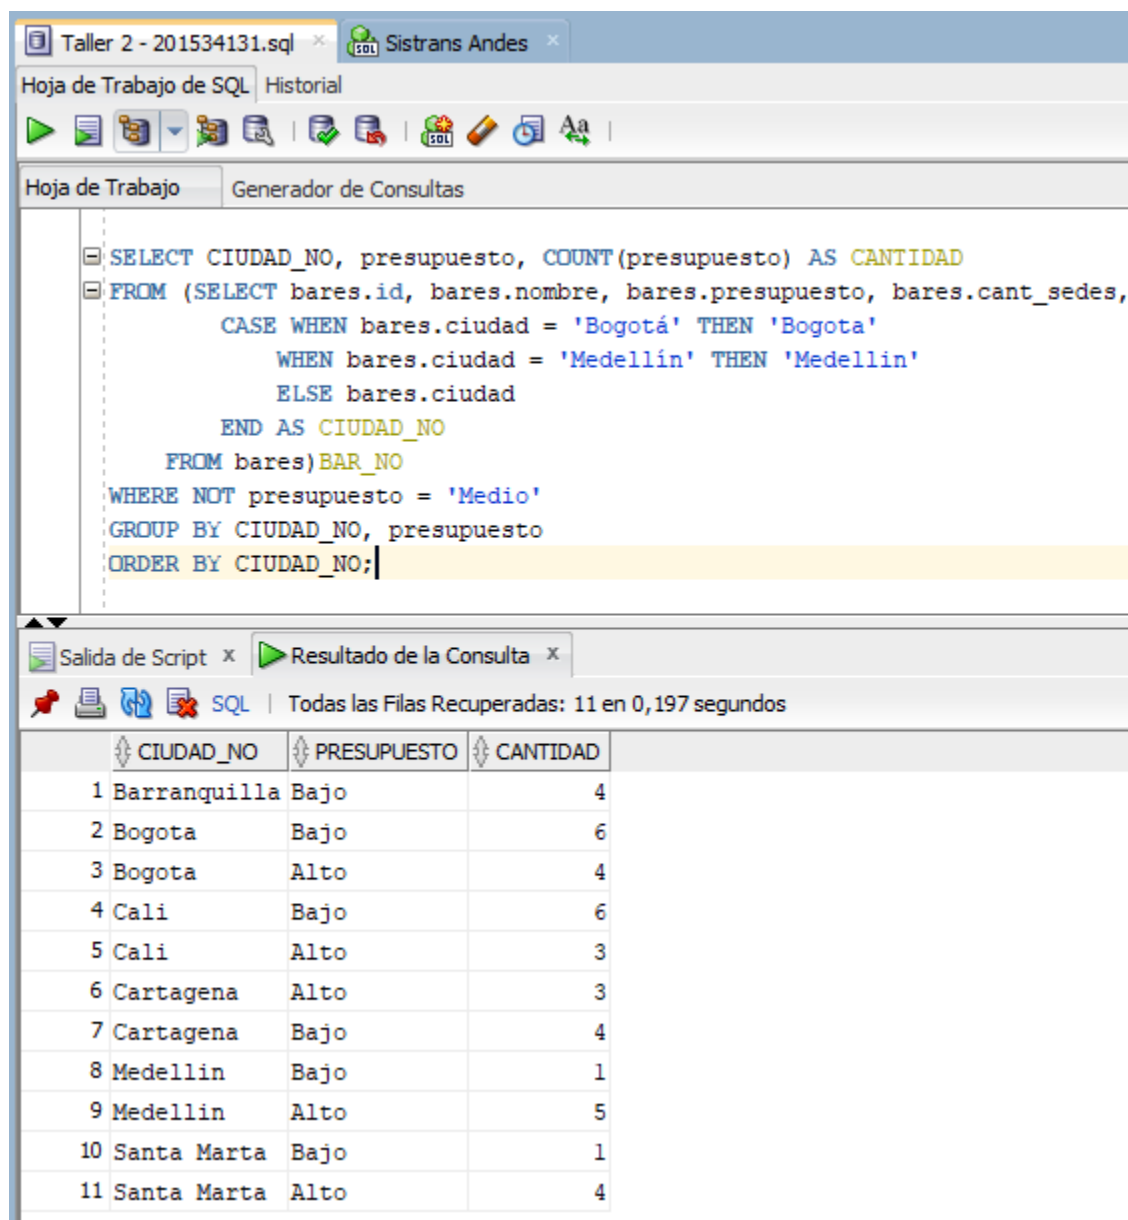 Taller 2 - 201534131.sql × Sistrans Andes ×
Hoja de Trabajo de SQL Historial
Hoja de Trabajo Generador de Consultas
SELECT CIUDAD_NO, presupuesto, COUNT(presupuesto) AS CANTIDAD
FROM (SELECT bares.id, bares.nombre, bares.presupuesto, bares.cant_sedes,
CASE WHEN bares.ciudad = 'Bogotá' THEN 'Bogota'
WHEN bares.ciudad = 'Medellín' THEN 'Medellin'
ELSE bares.ciudad
END AS CIUDAD_NO
FROM bares)BAR_NO
WHERE NOT presupuesto = 'Medio'
GROUP BY CIUDAD_NO, presupuesto
ORDER BY CIUDAD_NO;
Salida de Script x Resultado de la Consulta x
SQL | Todas las Filas Recuperadas: 11 en 0,197 segundos
CIUDAD_NO PRESUPUESTO CANTIDAD
1 Barranquilla Bajo 4
2 Bogota Bajo 6
3 Bogota Alto 4
4 Cali Bajo 6
5 Cali Alto 3
6 Cartagena Alto 3
7 Cartagena Bajo 4
8 Medellin Bajo 1
9 Medellin Alto 5
10 Santa Marta Bajo 1
11 Santa Marta Alto 4